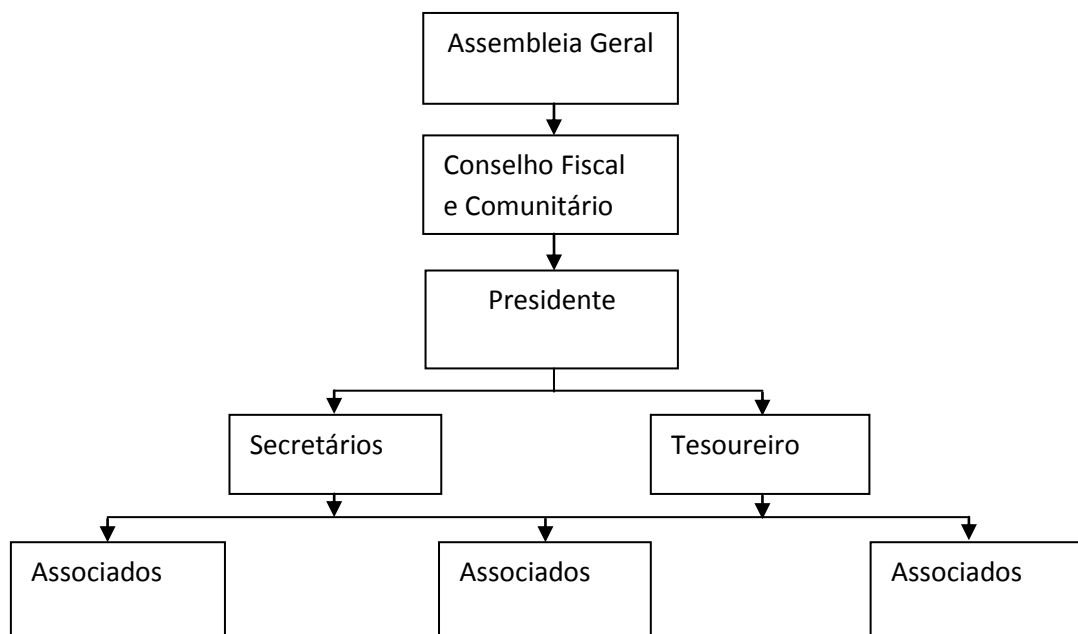 Assembleia Geral
Conselho Fiscal
e Comunitário
Presidente
Secretários
Tesoureiro
Associados
Associados
Associados